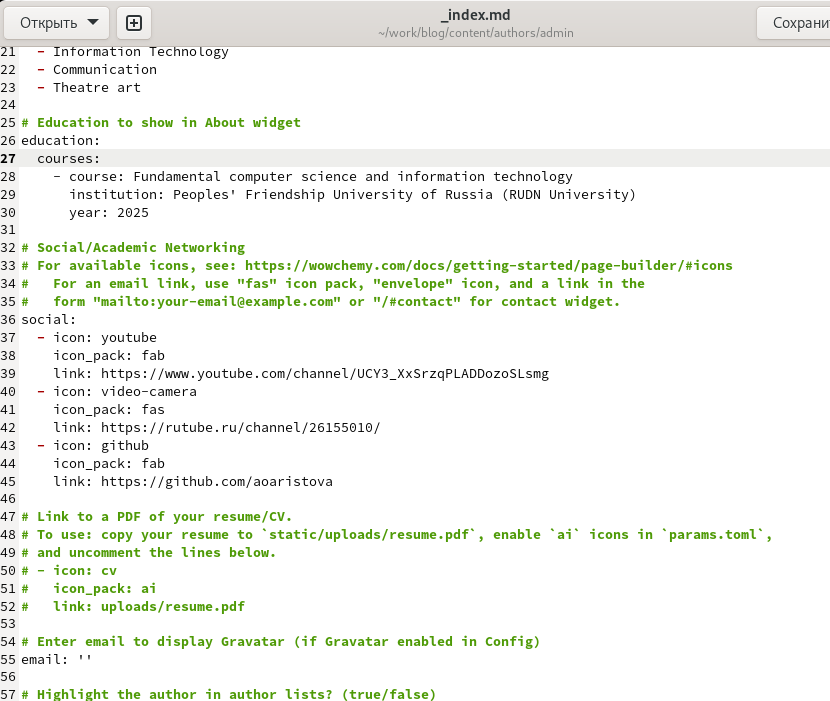 Открыть
_index.md
~/work/blog/content/authors/admin
Сохрани
21 - Information Technology
22 - Communication
23 - Theatre art
24
25 # Education to show in About widget
26 education:
27 courses:
28 - course: Fundamental computer science and information technology
29 institution: Peoples' Friendship University of Russia (RUDN University)
30 year: 2025
31
32 # Social/Academic Networking
33 # For available icons, see: https://wowchemy.com/docs/getting-started/page-builder/#icons
34 # For an email link, use "fas" icon pack, "envelope" icon, and a link in the
35 # form "mailto:your-email@example.com" or "/#contact" for contact widget.
36 social:
37 - icon: youtube
38 icon_pack: fab
39 link: https://www.youtube.com/channel/UCY3_XxSrzqPLADDozoSLsmg
40 - icon: video-camera
41 icon_pack: fas
42 link: https://rutube.ru/channel/26155010/
43 - icon: github
44 icon_pack: fab
45 link: https://github.com/aoaristova
46
47 # Link to a PDF of your resume/CV.
48 # To use: copy your resume to `static/uploads/resume.pdf`, enable `ai` icons in `params.toml`,
49 # and uncomment the lines below.
50 # - icon: cv
51 # icon_pack: ai
52 # link: uploads/resume.pdf
53
54 # Enter email to display Gravatar (if Gravatar enabled in Config)
55 email: ''
56
57 # Highlight the author in author lists? (true/false)